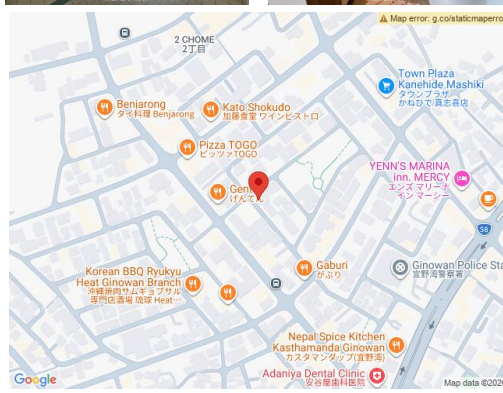 Map error: g.co/staticmaperro
2 CHOME
2丁目
Town Plaza
Kanehide Mashiki
タウンプラザ
かねひで真志喜店
Benjarong
タイ料理 Benjarong
Kato Shokudo
加藤食堂 ワインビストロ
Pizza TOGO
ピッツァTOGO
YENN'S MARINA
inn. MERCY
エンズ マリーナ
イン マーシー
げんてん
58
Gaburi
がぶり
Ginowan Police Sta
宜野湾警察署
Korean BBQ Ryukyu
Heat Ginowan Branch
沖縄焼肉サムギョプサル
専門店酒場 琉球 Heat…
Nepal Spice Kitchen
Kasthamanda Ginowan
カスタマンダップ(宜野湾)
Adaniya Dental Clinic
安谷屋歯科医院
Google
Map data ©2026